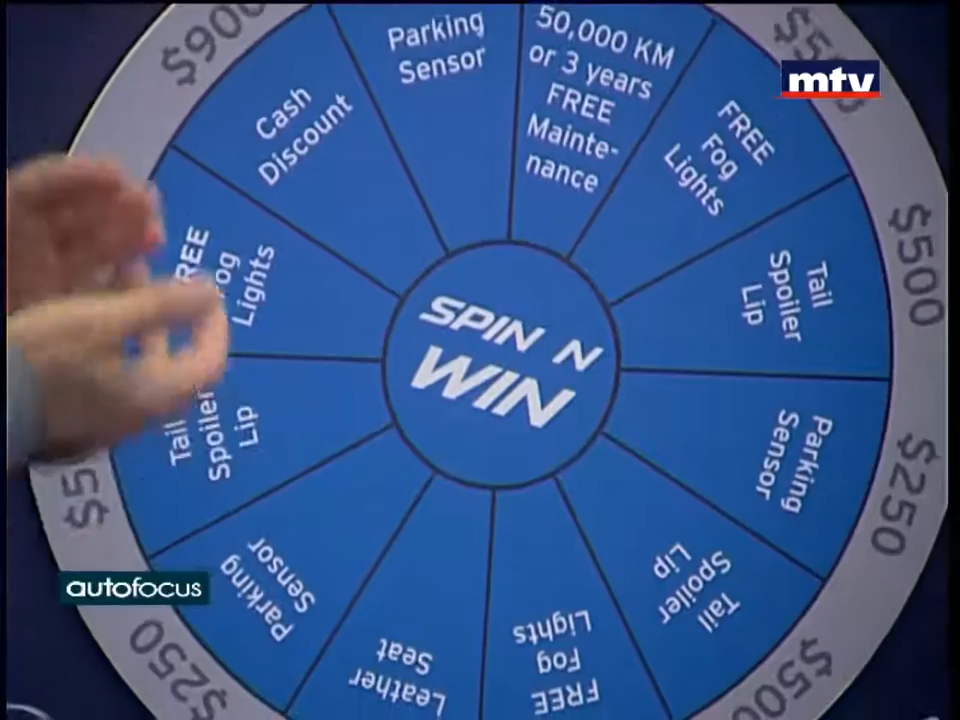 $900
Parking
Sensor
50,000 KM
or 3 years
FREE
Mainte-
nance
mtv
Cash
Discount
FREE
Fog
Lights
Tail
Spoiler
Lip
$500
Lights
SPIN N
WIN
Tail
Spoiler
Lip
Parking
Sensor
$250
autofocus
Parking
Sensor
$250
Leather
Seat
FREE
Fog
Lights
Tail
Spoiler
Lip
$500